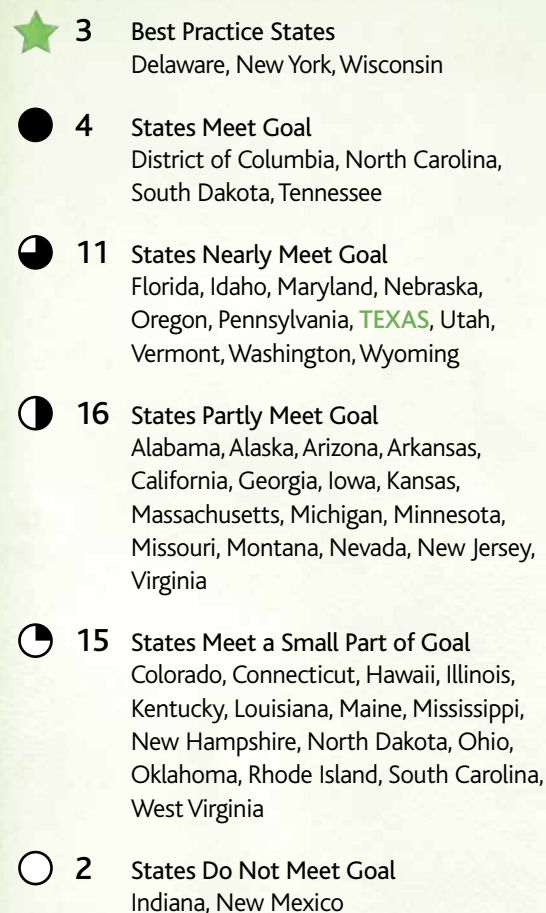 3 Best Practice States
Delaware, New York, Wisconsin
4 States Meet Goal
District of Columbia, North Carolina,
South Dakota, Tennessee
11 States Nearly Meet Goal
Florida, Idaho, Maryland, Nebraska,
Oregon, Pennsylvania, TEXAS, Utah,
Vermont, Washington, Wyoming
16 States Partly Meet Goal
Alabama, Alaska, Arizona, Arkansas,
California, Georgia, Iowa, Kansas,
Massachusetts, Michigan, Minnesota,
Missouri, Montana, Nevada, New Jersey,
Virginia
15 States Meet a Small Part of Goal
Colorado, Connecticut, Hawaii, Illinois,
Kentucky, Louisiana, Maine, Mississippi,
New Hampshire, North Dakota, Ohio,
Oklahoma, Rhode Island, South Carolina,
West Virginia
2 States Do Not Meet Goal
Indiana, New Mexico